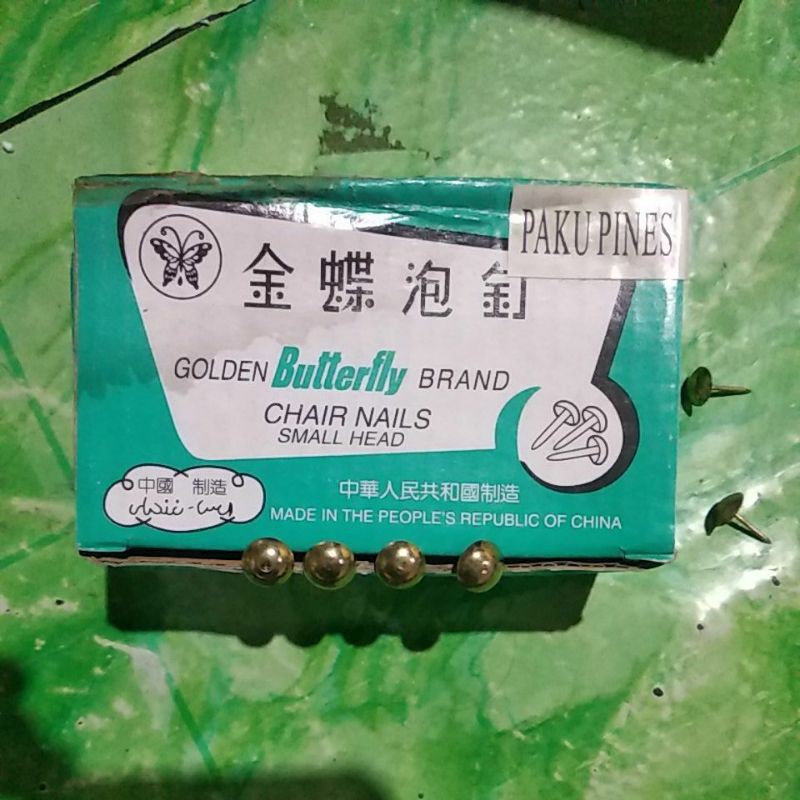 PAKU PINES
金蝶泡釘
GOLDEN Butterfly BRAND
CHAIR NAILS
SMALL HEAD
中國 制造
中華人民共和國制造
MADE IN THE PEOPLE'S REPUBLIC OF CHINA